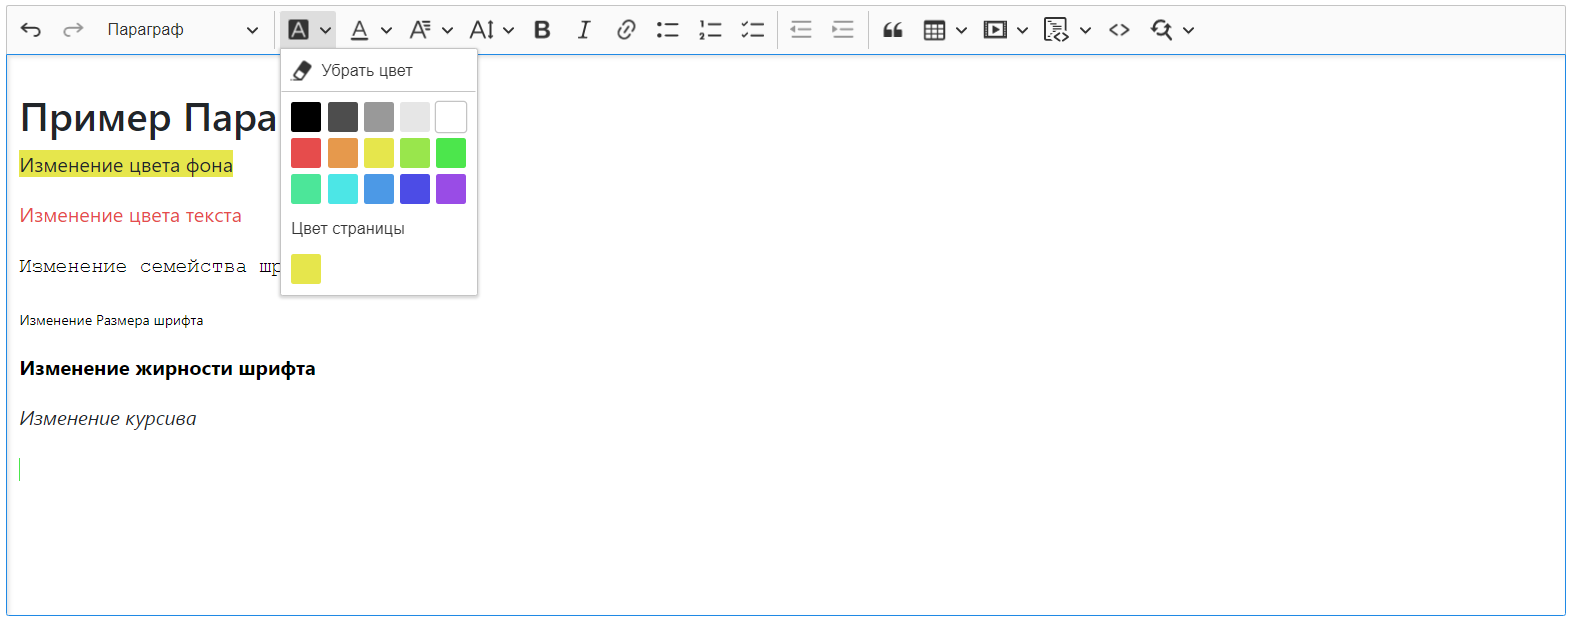 Параграф
Убрать цвет
Пример Пара
Изменение цвета фона
Изменение цвета текста
Цвет страницы
Изменение семейства шр
Изменение Размера шрифта
Изменение жирности шрифта
Изменение курсива